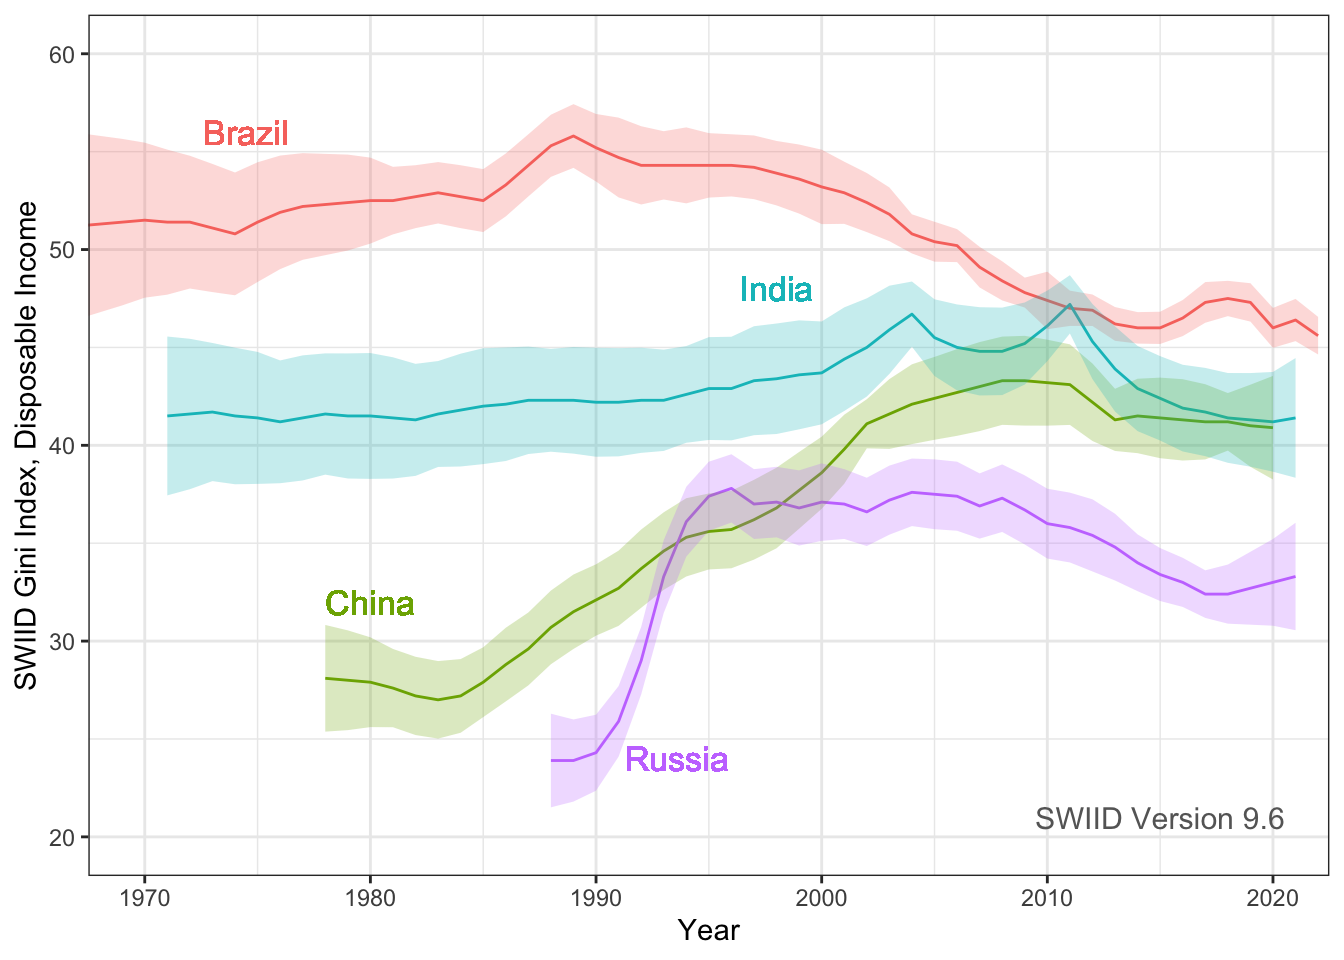 SWIID Gini Index, Disposable Income
60
50
40
30
20
Brazil
India
China
Russia
SWIID Version 9.6
1970
1980
1990
2000
2010
2020
Year